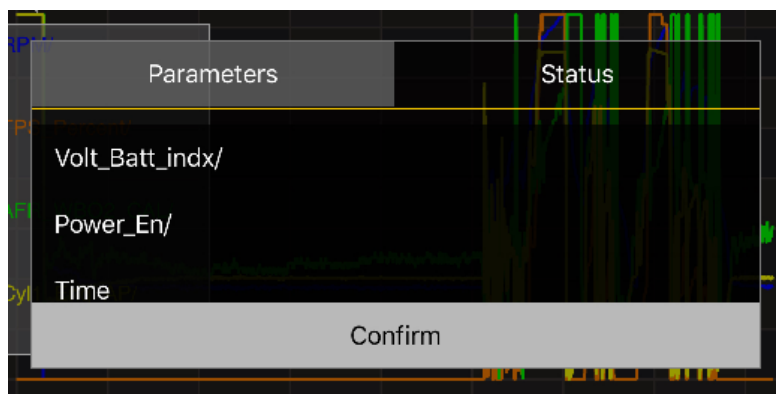 Parameters
Status
Volt_Batt_indx/
Power_En/
Time
Confirm